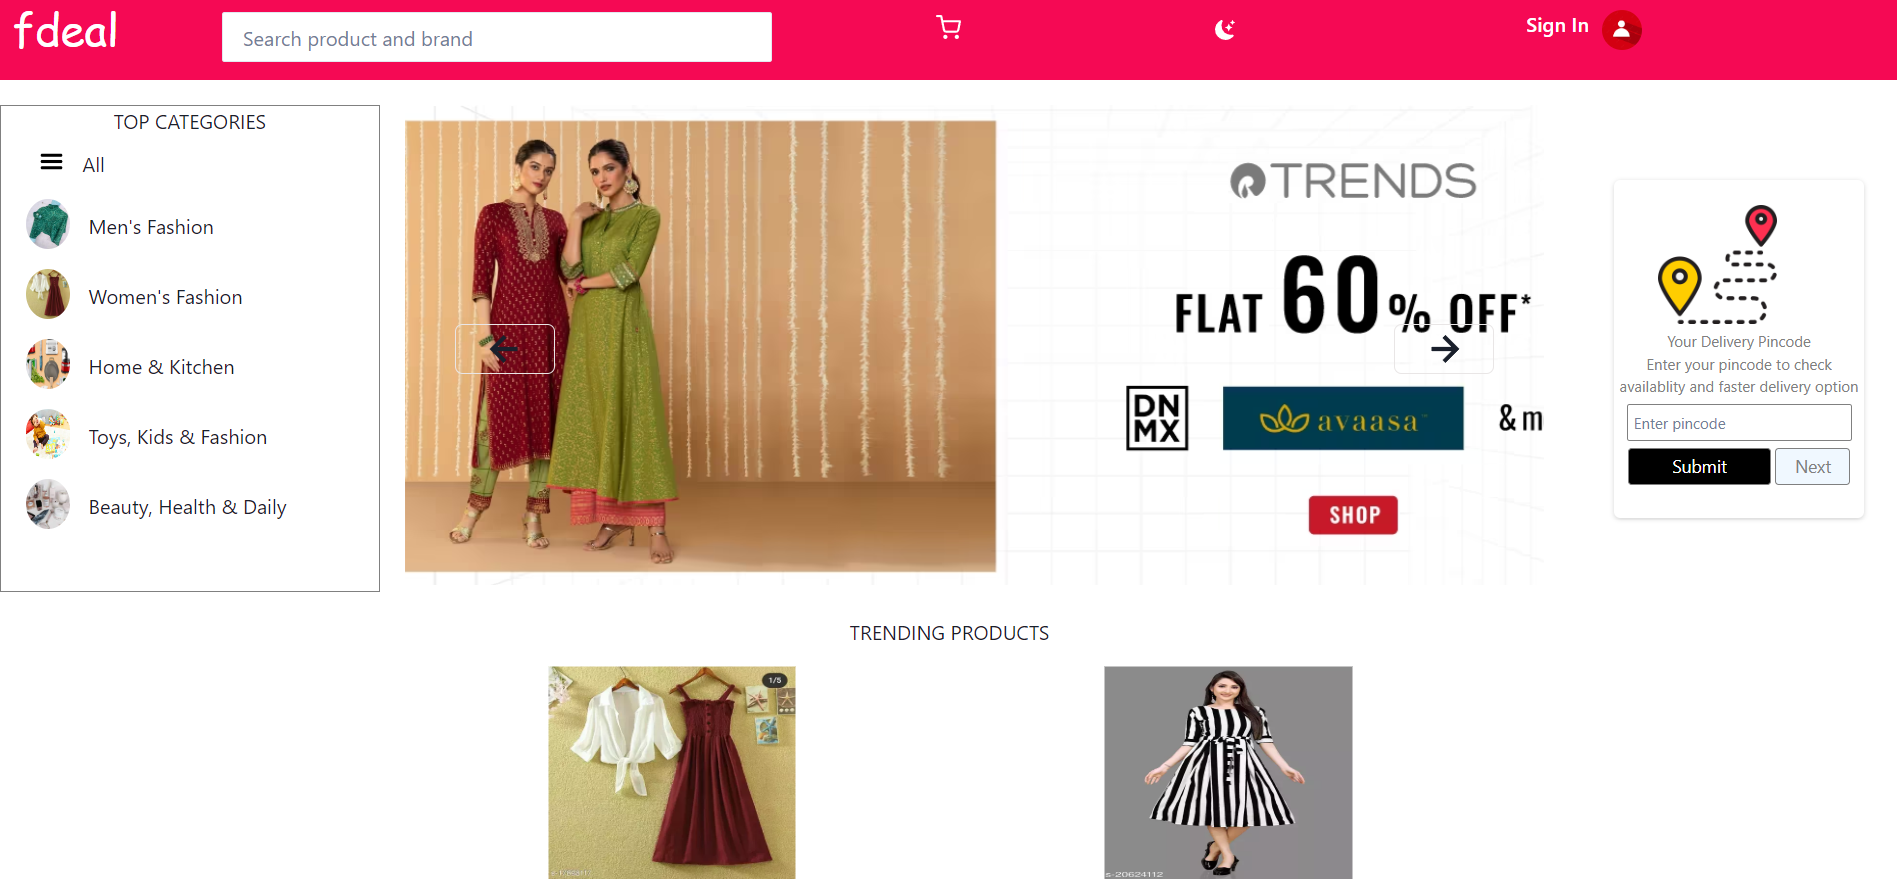 fdeal
Search product and brand
Sign In
TOP CATEGORIES
All
Men's Fashion
Women's Fashion
Home & Kitchen
Toys, Kids & Fashion
Beauty, Health & Daily
TRENDS
FLAT 60% OFF*
DN
MX
avaasa
& m
SHOP
Your Delivery Pincode
Enter your pincode to check
availablity and faster delivery option
Enter pincode
Submit Next
TRENDING PRODUCTS
1/5
s-20624112